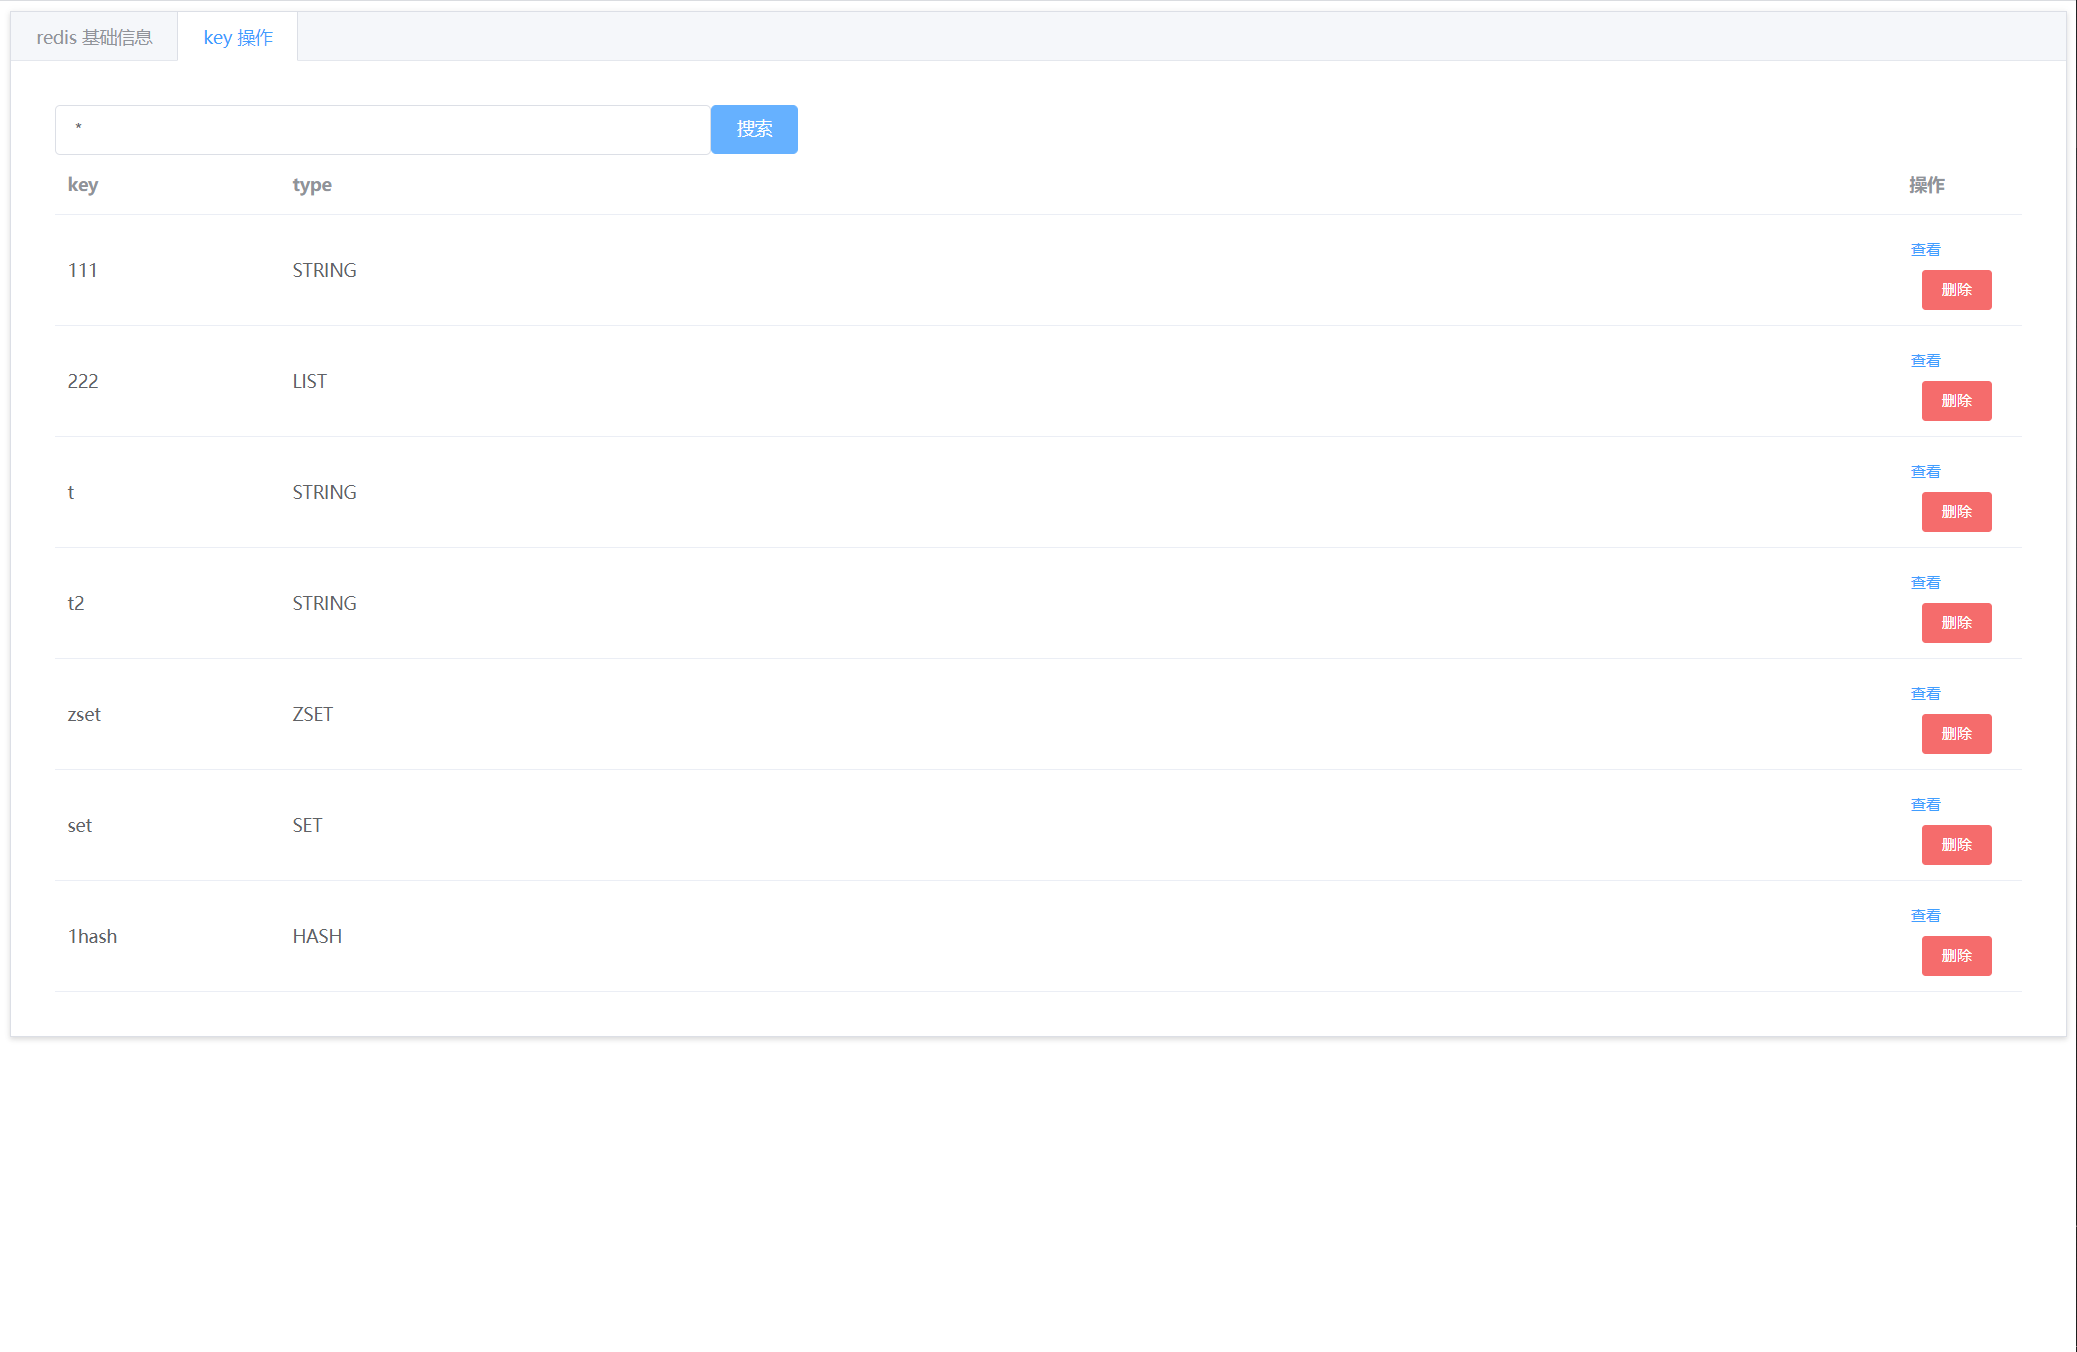 redis 基础信息 key 操作
* 搜索
key type 操作
查看
111 STRING
删除
查看
222 LIST
删除
查看
t STRING
删除
查看
t2 STRING
删除
查看
zset ZSET
删除
查看
set SET
删除
查看
1hash HASH
删除